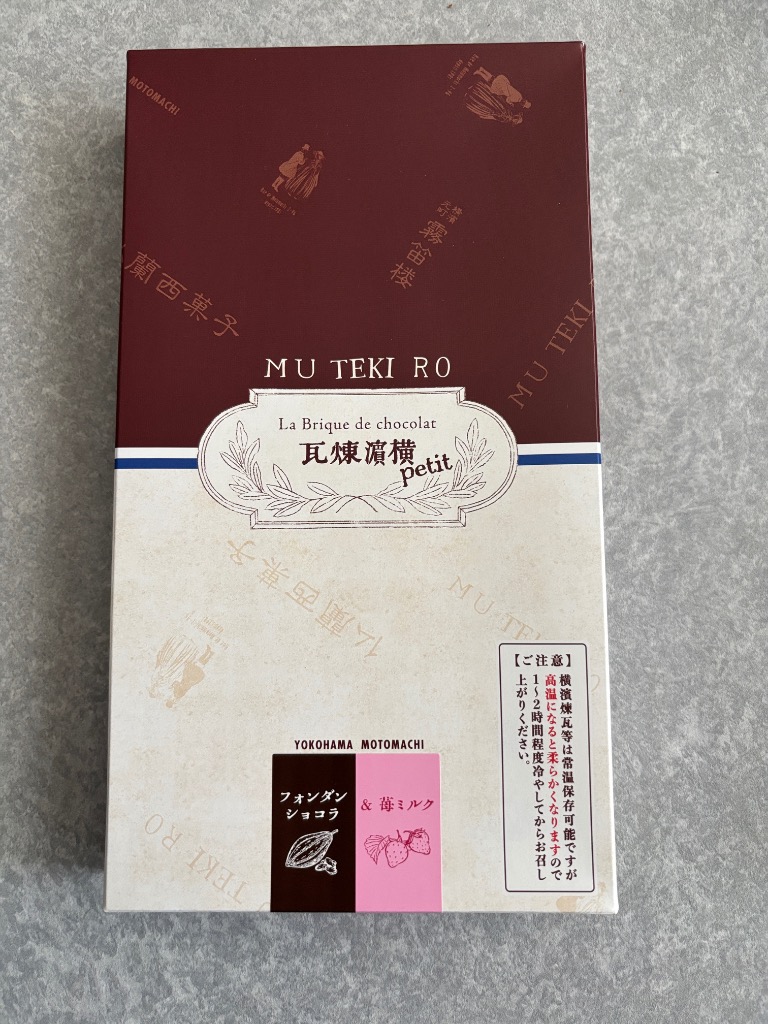 MOTOMACHI
横濱
元町
霧笛楼
蘭西菓子
MU TEKI
MU TEKI RO
La Brique de chocolat
瓦煉濵横
petit
仏蘭西菓子
MU TE
TEKI RO
YOKOHAMA MOTOMACHI
フォンダン
ショコラ
& 苺ミルク
【ご注意】
横濱煉瓦等は常温保存可能ですが
高温になると柔らかくなりますので
1〜2時間程度冷やしてからお召し
上がりください。